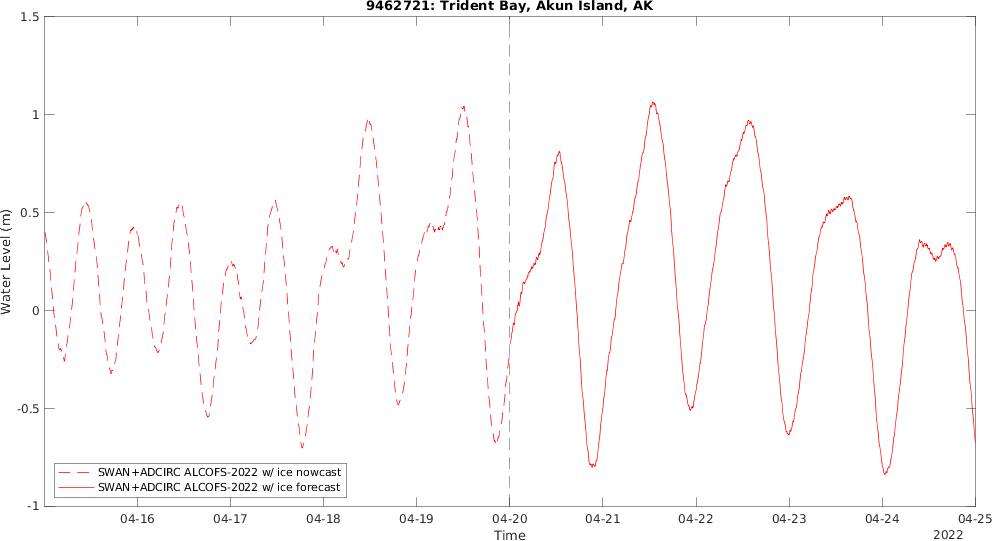 9462721: Trident Bay, Akun Island, AK
1.5
1
0.5
0
-0.5
-1
Water Level (m)
SWAN+ADCIRC ALCOFS-2022 w/ ice nowcast
SWAN+ADCIRC ALCOFS-2022 w/ ice forecast
04-16 04-17 04-18 04-19 04-20 04-21 04-22 04-23 04-24 04-25
Time
2022